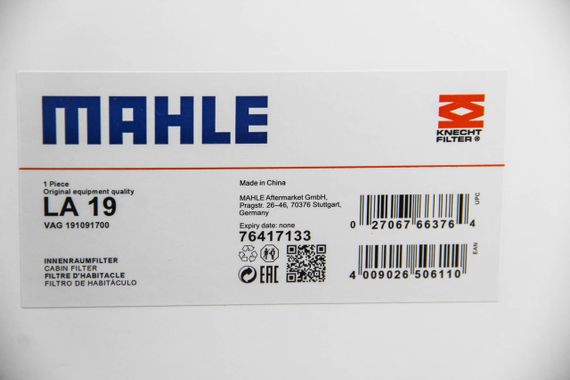 MAHLE
KNECHT
FILTER ®
1 Piece
Original equipment quality
LA 19
VAG 191091700
Made in China
MAHLE Aftermarket GmbH,
Pragstr. 26–46, 70376 Stuttgart,
Germany
Expiry date: none
76417133
EAC
INNENRAUMFILTER
CABIN FILTER
FILTRE D'HABITACLE
FILTRO DE HABITÁCULO
UPC
0 27067 66376 4
EAN
4 009026 506110